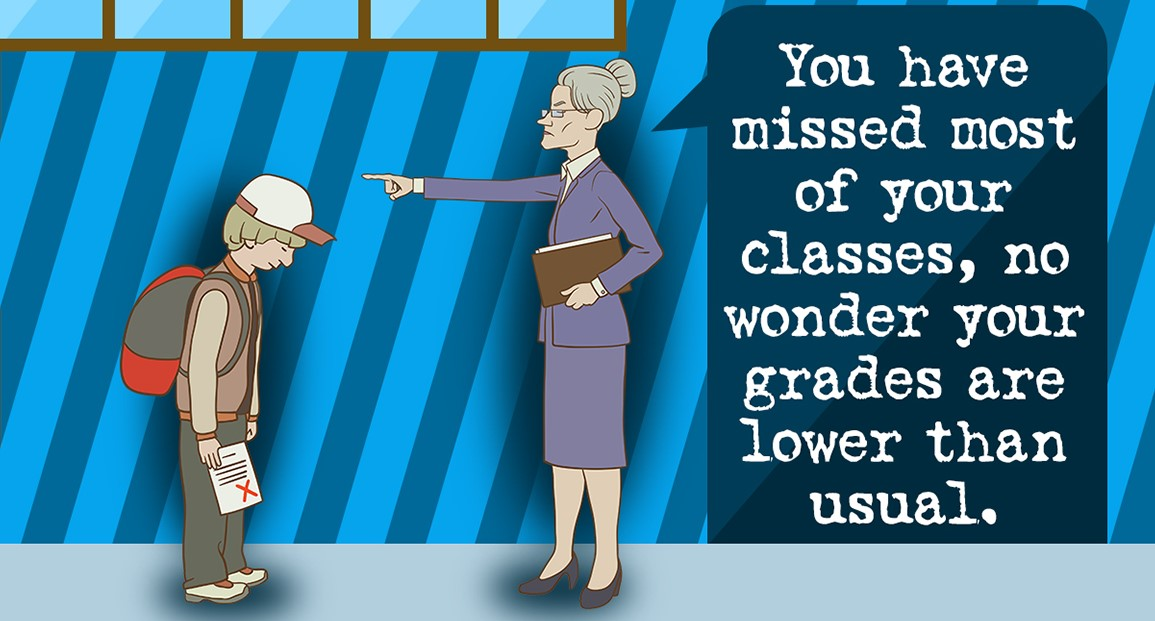 You have
missed most
of your
classes, no
wonder your
grades are
lower than
usual.